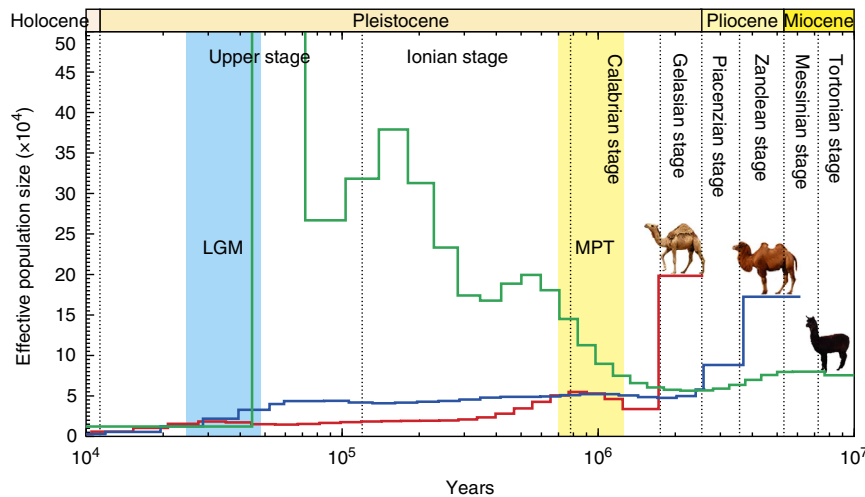 Holocene Pleistocene Pliocene Miocene
Upper stage Ionian stage
Calabrian stage
Gelasian stage
Piacenzian stage
Zanclean stage
Messinian stage
Tortonian stage
LGM MPT
Effective population size (×10⁴)
50
45
40
35
30
25
20
15
10
5
0
10⁴ 10⁵ 10⁶ 10⁷
Years